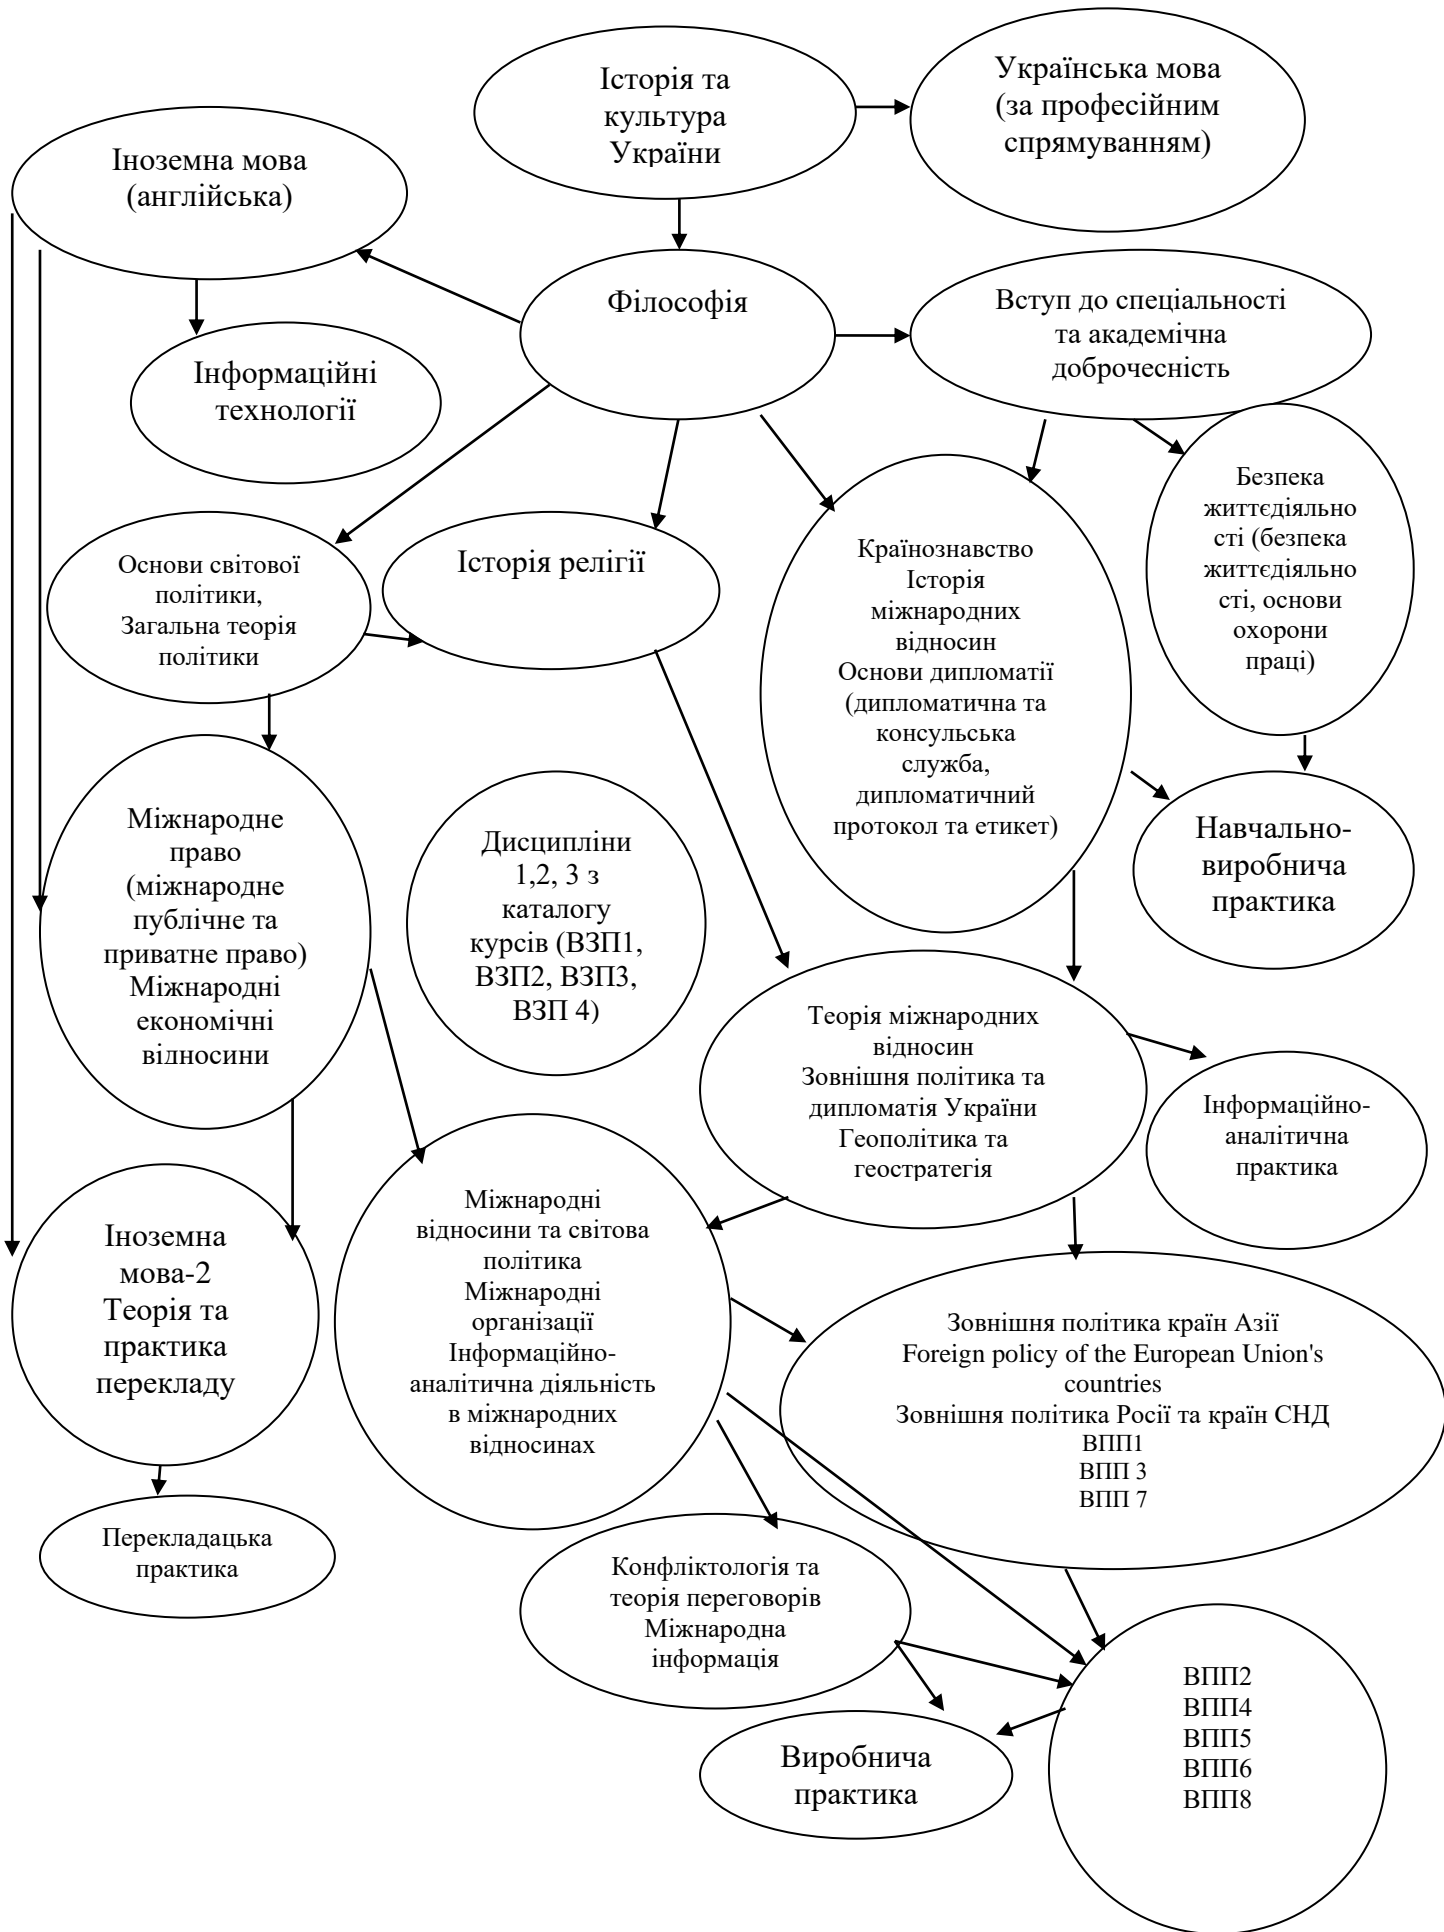 Історія та
культура
України
Українська мова
(за професійним
спрямуванням)
Іноземна мова
(англійська)
Філософія
Вступ до спеціальності
та академічна
доброчесність
Інформаційні
технології
Безпека
життєдіяльно
сті (безпека
життєдіяльно
сті, основи
охорони
праці)
Основи світової
політики,
Загальна теорія
політики
Історія релігії
Країнознавство
Історія
міжнародних
відносин
Основи дипломатії
(дипломатична та
консульська
служба,
дипломатичний
протокол та етикет)
Міжнародне
право
(міжнародне
публічне та
приватне право)
Міжнародні
економічні
відносини
Дисципліни
1,2, 3 з
каталогу
курсів (ВЗП1,
ВЗП2, ВЗП3,
ВЗП 4)
Навчально-
виробнича
практика
Теорія міжнародних
відносин
Зовнішня політика та
дипломатія України
Геополітика та
геостратегія
Інформаційно-
аналітична
практика
Іноземна
мова-2
Теорія та
практика
перекладу
Міжнародні
відносини та світова
політика
Міжнародні
організації
Інформаційно-
аналітична діяльність
в міжнародних
відносинах
Зовнішня політика країн Азії
Foreign policy of the European Union's
countries
Зовнішня політика Росії та країн СНД
ВПП1
ВПП 3
ВПП 7
Перекладацька
практика
Конфліктологія та
теорія переговорів
Міжнародна
інформація
ВПП2
ВПП4
ВПП5
ВПП6
ВПП8
Виробнича
практика